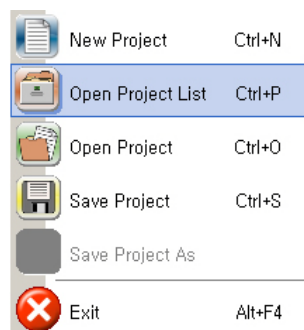 New Project Ctrl+N
Open Project List Ctrl+P
Open Project Ctrl+O
Save Project Ctrl+S
Save Project As
Exit Alt+F4